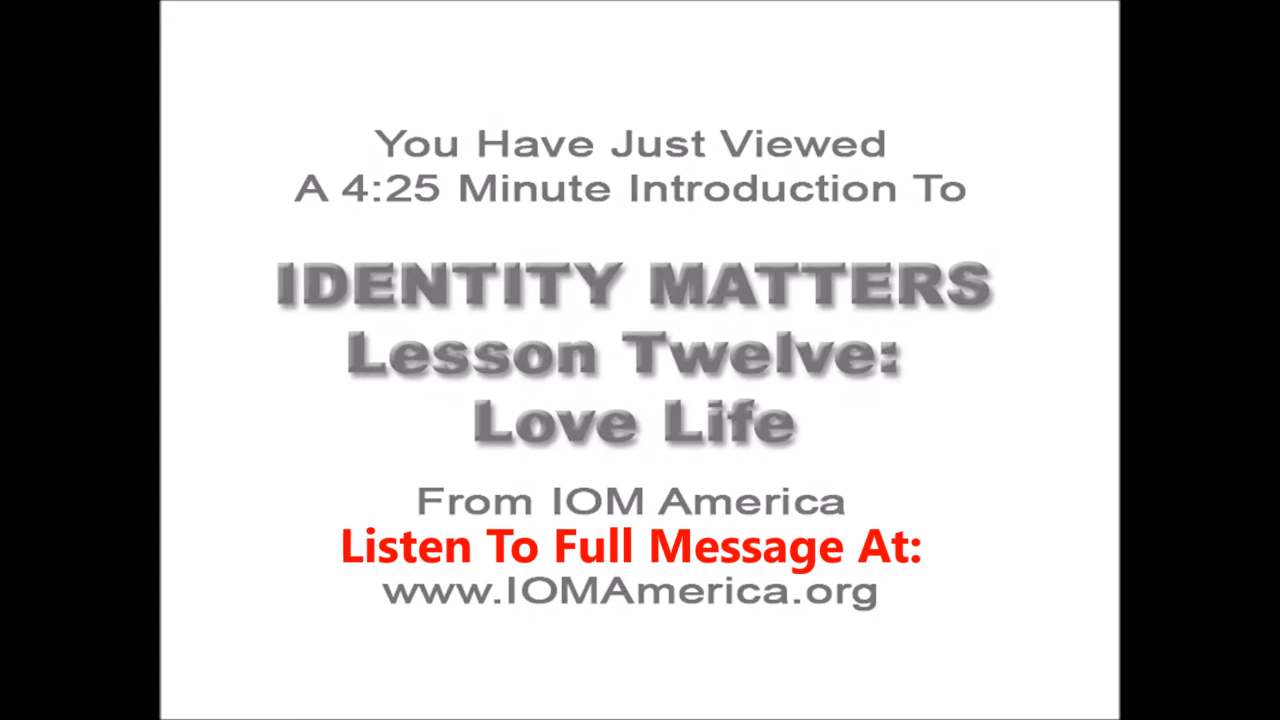 You Have Just Viewed
A 4:25 Minute Introduction To
IDENTITY MATTERS
Lesson Twelve:
Love Life
From IOM America
Listen To Full Message At:
www.IOMAmerica.org